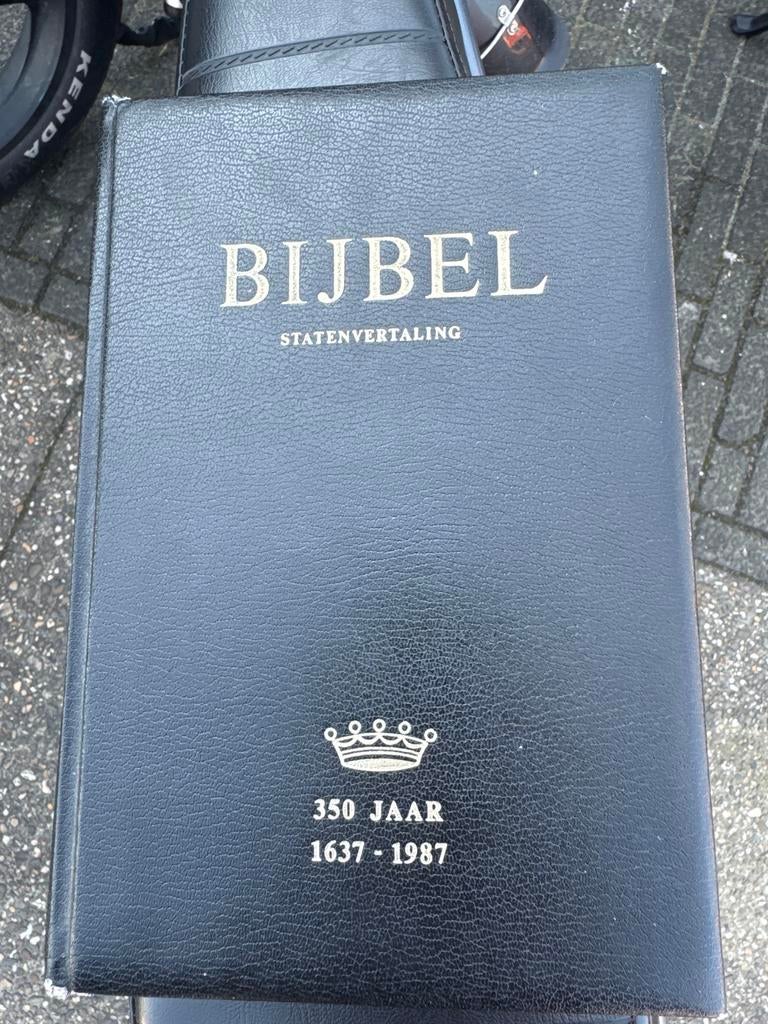 KENDA
BIJBEL
STATENVERTALING
350 JAAR
1637 - 1987